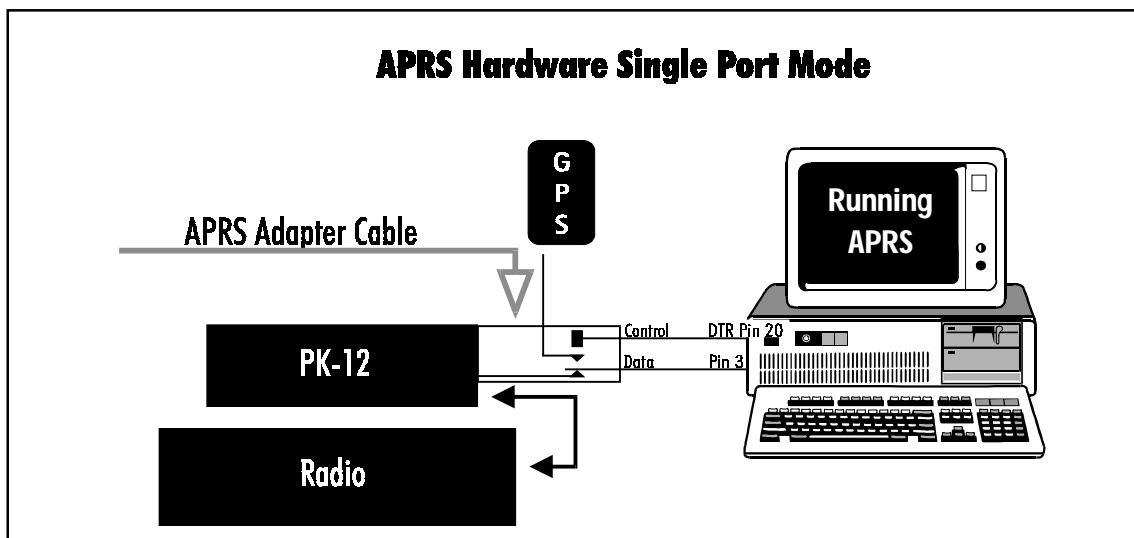 APRS Hardware Single Port Mode
G
P
S
Running
APRS
APRS Adapter Cable
Control DTR Pin 20
PK-12
Data Pin 3
Radio